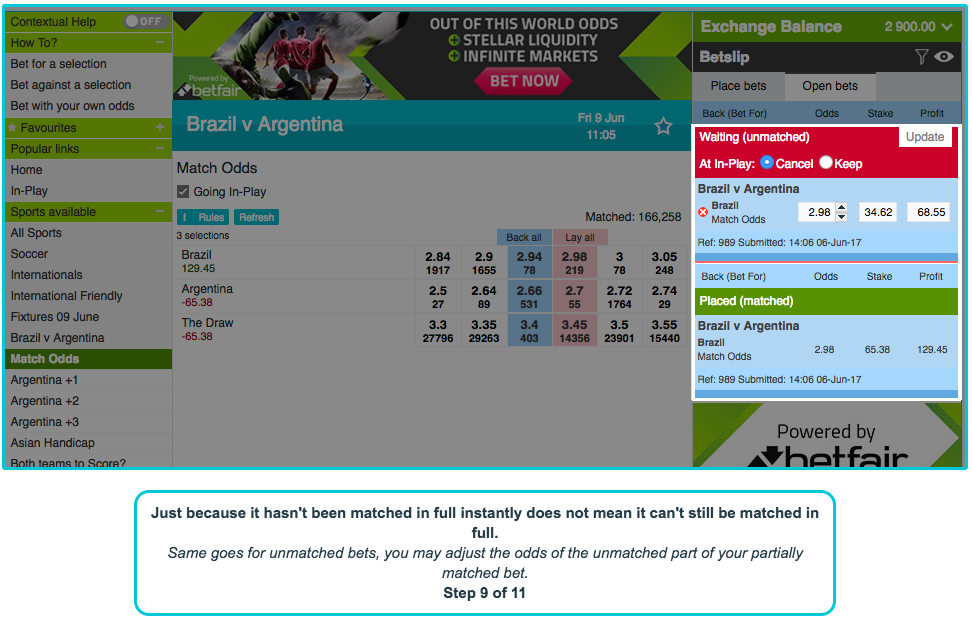 Contextual Help OFF
How To?
Bet for a selection
Bet against a selection
Bet with your own odds
Favourites
Popular links
Home
In-Play
Sports available
All Sports
Soccer
Internationals
International Friendly
Fixtures 09 June
Brazil v Argentina
Match Odds
Argentina +1
Argentina +2
Argentina +3
Asian Handicap
Both teams to Score?
Powered by
betfair
OUT OF THIS WORLD ODDS
STELLAR LIQUIDITY
INFINITE MARKETS
BET NOW
Brazil v Argentina
Fri 9 Jun
11:05
Match Odds
Going In-Play
I Rules Refresh
Matched: 166,258
3 selections
Back all Lay all
Brazil 2.84 2.9 2.94 2.98 3 3.05
129.45 1917 1655 78 219 78 248
Argentina 2.5 2.64 2.66 2.7 2.72 2.74
-65.38 27 89 531 55 1764 29
The Draw 3.3 3.35 3.4 3.45 3.5 3.55
-65.38 27796 29263 403 14356 23901 15440
Exchange Balance 2 900.00
Betslip
Place bets Open bets
Back (Bet For) Odds Stake Profit
Waiting (unmatched) Update
At In-Play: Cancel Keep
Brazil v Argentina
Brazil
Match Odds 2.98 34.62 68.55
Ref: 989 Submitted: 14:06 06-Jun-17
Back (Bet For) Odds Stake Profit
Placed (matched)
Brazil v Argentina
Brazil
Match Odds 2.98 65.38 129.45
Ref: 989 Submitted: 14:06 06-Jun-17
Powered by
betfair
Just because it hasn't been matched in full instantly does not mean it can't still be matched in
full.
Same goes for unmatched bets, you may adjust the odds of the unmatched part of your partially
matched bet.
Step 9 of 11